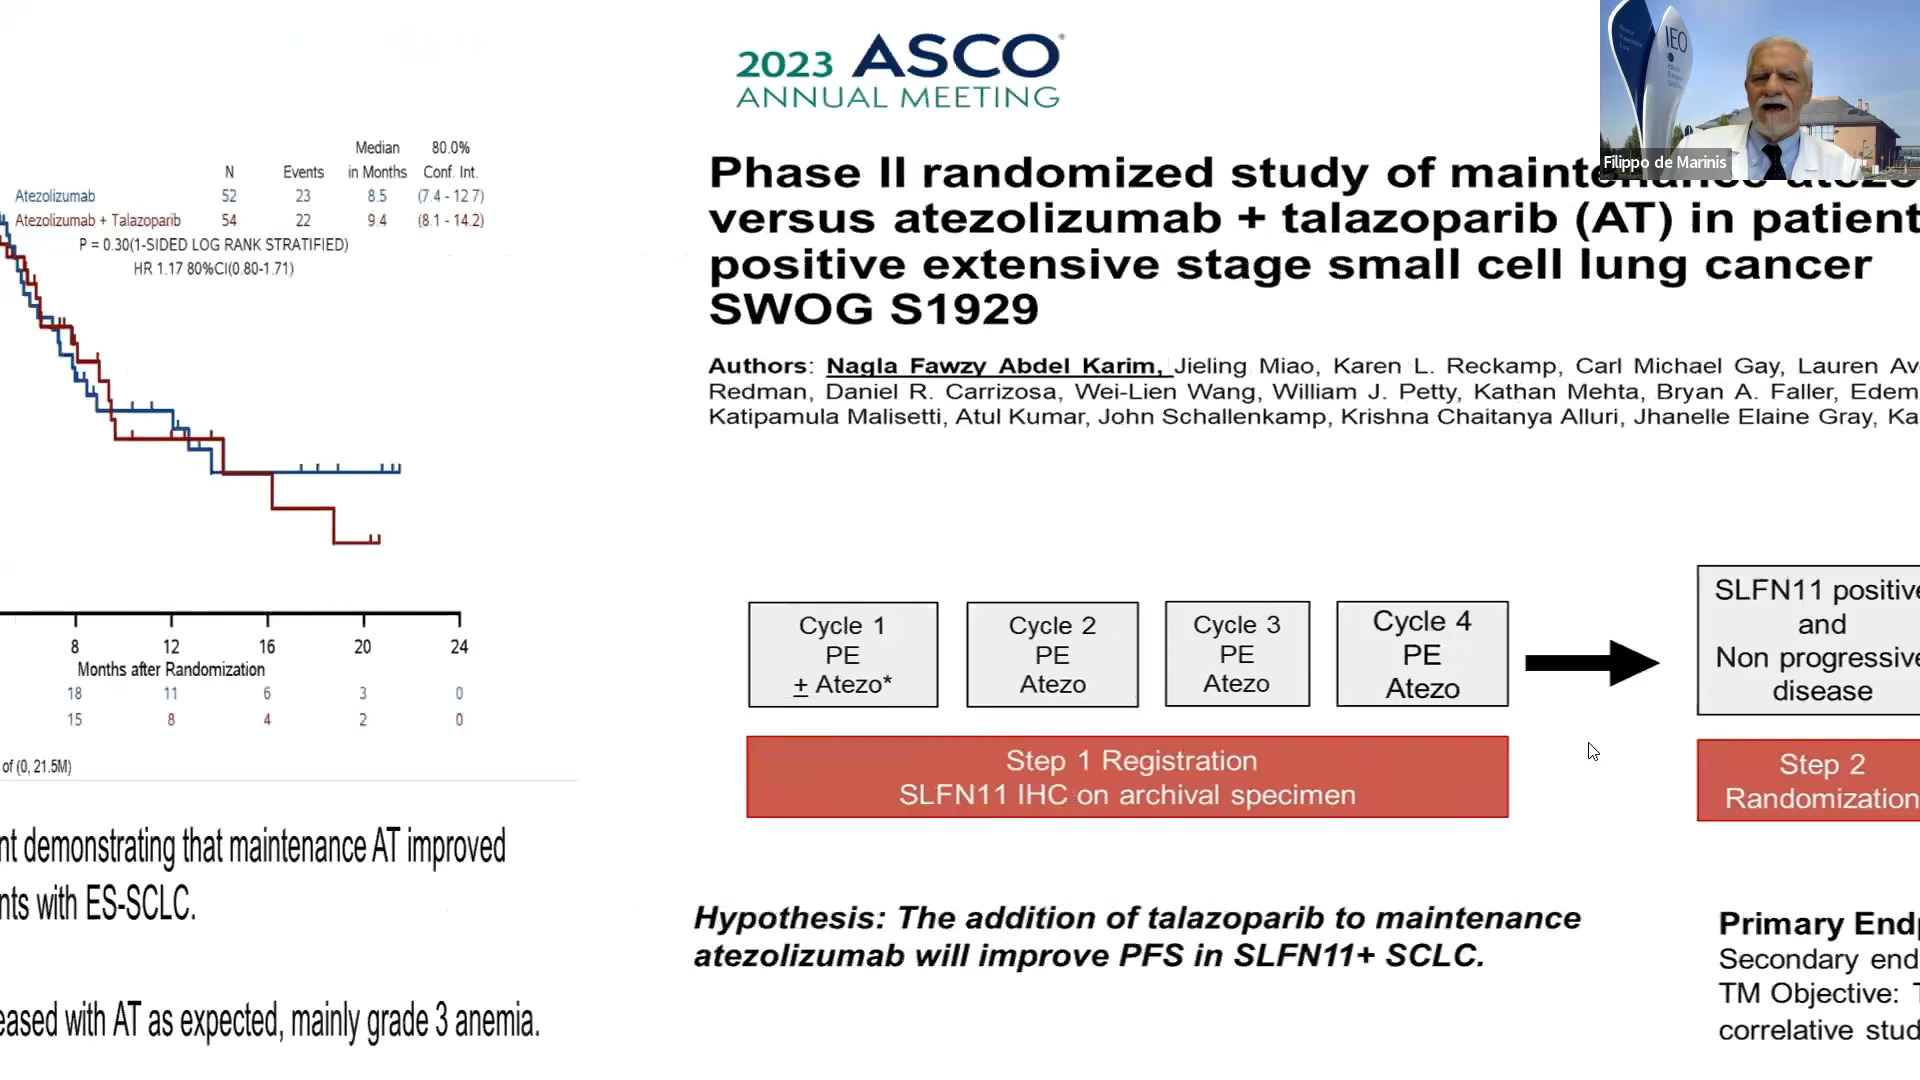 Median 80.0%
N Events in Months Conf. Int.
Atezolizumab 52 23 8.5 (7.4 - 12.7)
Atezolizumab + Talazoparib 54 22 9.4 (8.1 - 14.2)
P = 0.30(1-SIDED LOG RANK STRATIFIED)
HR 1.17 80%CI(0.80-1.71)
8 12 16 20 24
Months after Randomization
18 11 6 3 0
15 8 4 2 0
of (0, 21.5M)
nt demonstrating that maintenance AT improved
nts with ES-SCLC.
eased with AT as expected, mainly grade 3 anemia.
2023 ASCO
ANNUAL MEETING
Phase II randomized study of maintenance atezo
versus atezolizumab + talazoparib (AT) in patient
positive extensive stage small cell lung cancer
SWOG S1929
Authors: Nagla Fawzy Abdel Karim, Jieling Miao, Karen L. Reckamp, Carl Michael Gay, Lauren Av
Redman, Daniel R. Carrizosa, Wei-Lien Wang, William J. Petty, Kathan Mehta, Bryan A. Faller, Edem
Katipamula Malisetti, Atul Kumar, John Schallenkamp, Krishna Chaitanya Alluri, Jhanelle Elaine Gray, Ka
Cycle 1
PE
± Atezo*
Cycle 2
PE
Atezo
Cycle 3
PE
Atezo
Cycle 4
PE
Atezo
SLFN11 positive
and
Non progressive
disease
Step 1 Registration
SLFN11 IHC on archival specimen
Step 2
Randomization
Hypothesis: The addition of talazoparib to maintenance
atezolizumab will improve PFS in SLFN11+ SCLC.
Primary Endp
Secondary end
TM Objective: T
correlative stud
IEO
Filippo de Marinis